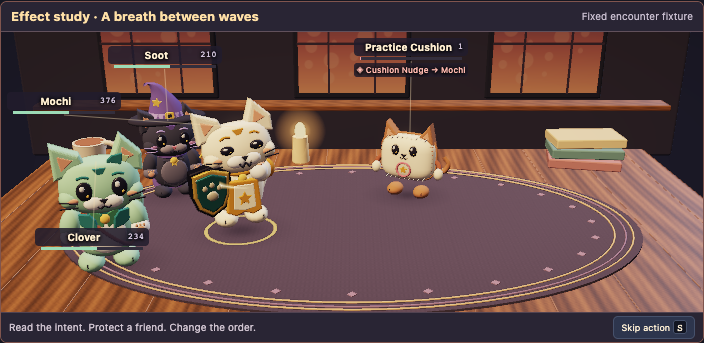 Effect study · A breath between waves
Fixed encounter fixture
Soot 210
Practice Cushion 1
◈ Cushion Nudge → Mochi
Mochi 376
Clover 234
Read the intent. Protect a friend. Change the order.
Skip action S